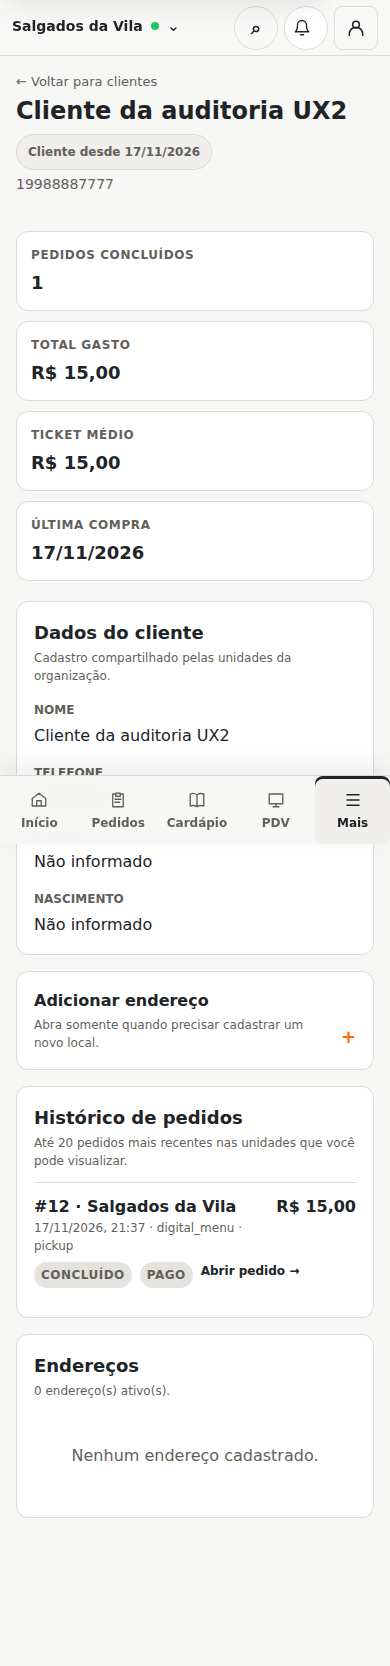 Salgados da Vila
← Voltar para clientes
Cliente da auditoria UX2
Cliente desde 17/11/2026
19988887777
PEDIDOS CONCLUÍDOS
1
TOTAL GASTO
R$ 15,00
TICKET MÉDIO
R$ 15,00
ÚLTIMA COMPRA
17/11/2026
Dados do cliente
Cadastro compartilhado pelas unidades da
organização.
NOME
Cliente da auditoria UX2
TELEFONE
Início Pedidos Cardápio PDV Mais
Não informado
NASCIMENTO
Não informado
Adicionar endereço
Abra somente quando precisar cadastrar um
novo local.
+
Histórico de pedidos
Até 20 pedidos mais recentes nas unidades que você
pode visualizar.
#12 · Salgados da Vila R$ 15,00
17/11/2026, 21:37 · digital_menu ·
pickup
CONCLUÍDO PAGO Abrir pedido →
Endereços
0 endereço(s) ativo(s).
Nenhum endereço cadastrado.